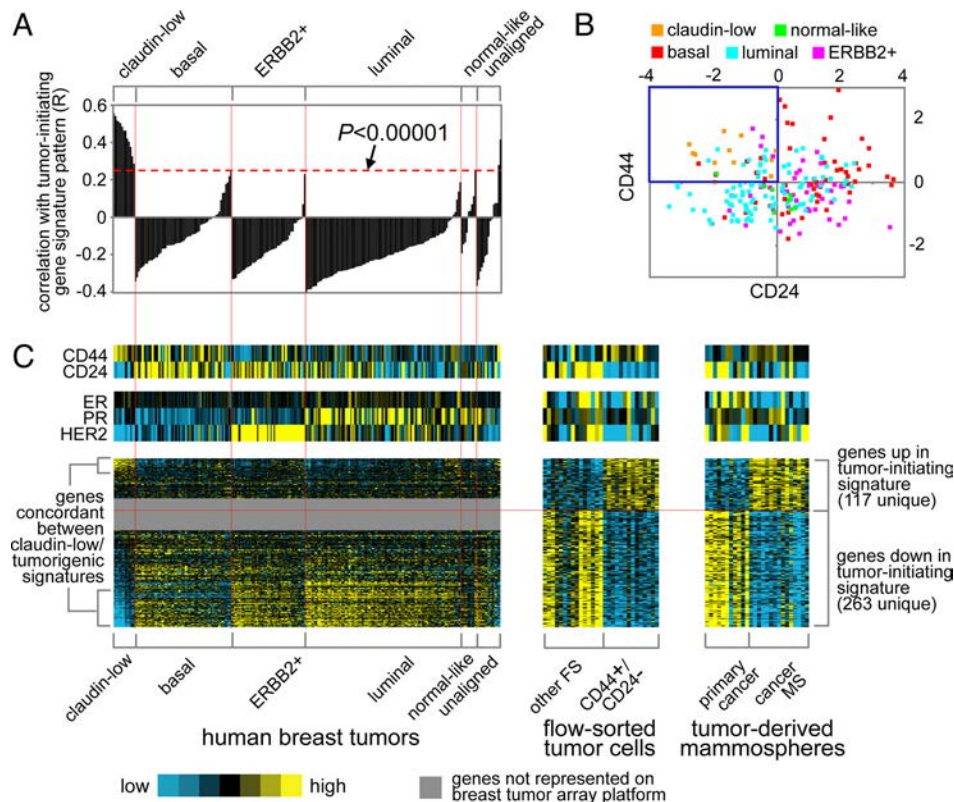 A
claudin-low
basal
ERBB2+
luminal
normal-like
unaligned
correlation with tumor-initiating
gene signature pattern (R)
0.6
0.4
0.2
0
-0.2
-0.4
P<0.00001
B
claudin-low
normal-like
basal
luminal
ERBB2+
-4
-2
0
2
4
2
0
-2
CD44
CD24
C
CD44
CD24
ER
PR
HER2
genes
concordant
between
claudin-low/
tumorigenic
signatures
genes up in
tumor-initiating
signature
(117 unique)
genes down in
tumor-initiating
signature
(263 unique)
claudin-low
basal
ERBB2+
luminal
normal-like
unaligned
human breast tumors
other FS
CD44+/
CD24-
flow-sorted
tumor cells
primary
cancer
cancer
MS
tumor-derived
mammospheres
low
high
genes not represented on
breast tumor array platform